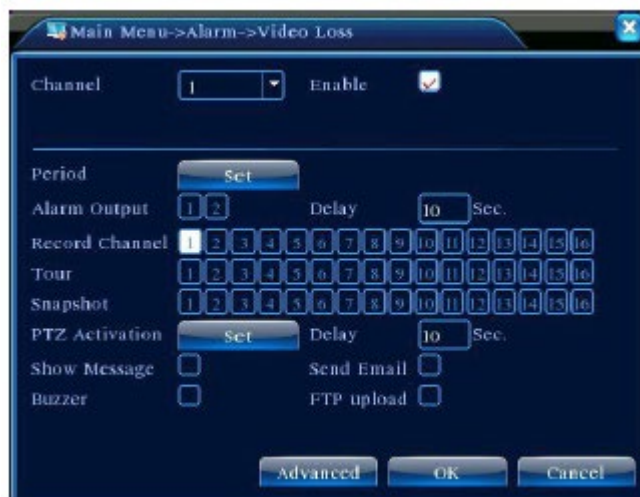 Main Menu->Alarm->Video Loss
Channel 1 Enable
Period Set
Alarm Output 1 2 Delay 10 Sec.
Record Channel 1 2 3 4 5 6 7 8 9 10 11 12 13 14 15 16
Tour 1 2 3 4 5 6 7 8 9 10 11 12 13 14 15 16
Snapshot 1 2 3 4 5 6 7 8 9 10 11 12 13 14 15 16
PTZ Activation Set Delay 10 Sec.
Show Message Send Email
Buzzer FTP upload
Advanced OK Cancel